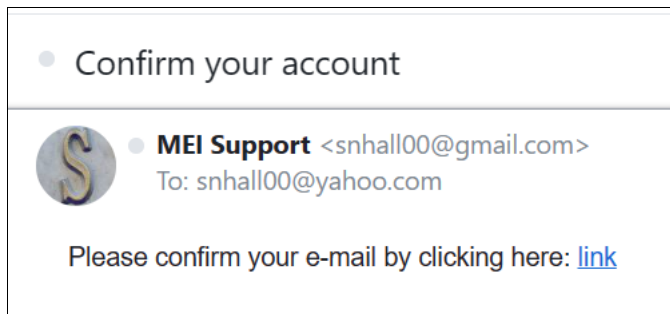 Confirm your account
S
MEI Support <snhall00@gmail.com>
To: snhall00@yahoo.com
Please confirm your e-mail by clicking here: link